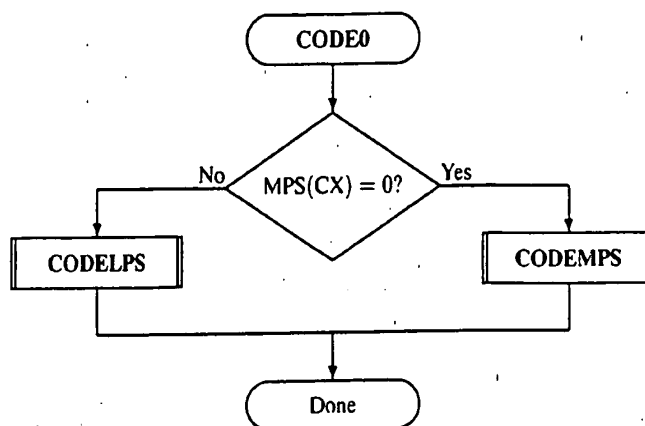 CODE0
MPS(CX) = 0?
No
Yes
CODELPS
CODEMPS
Done